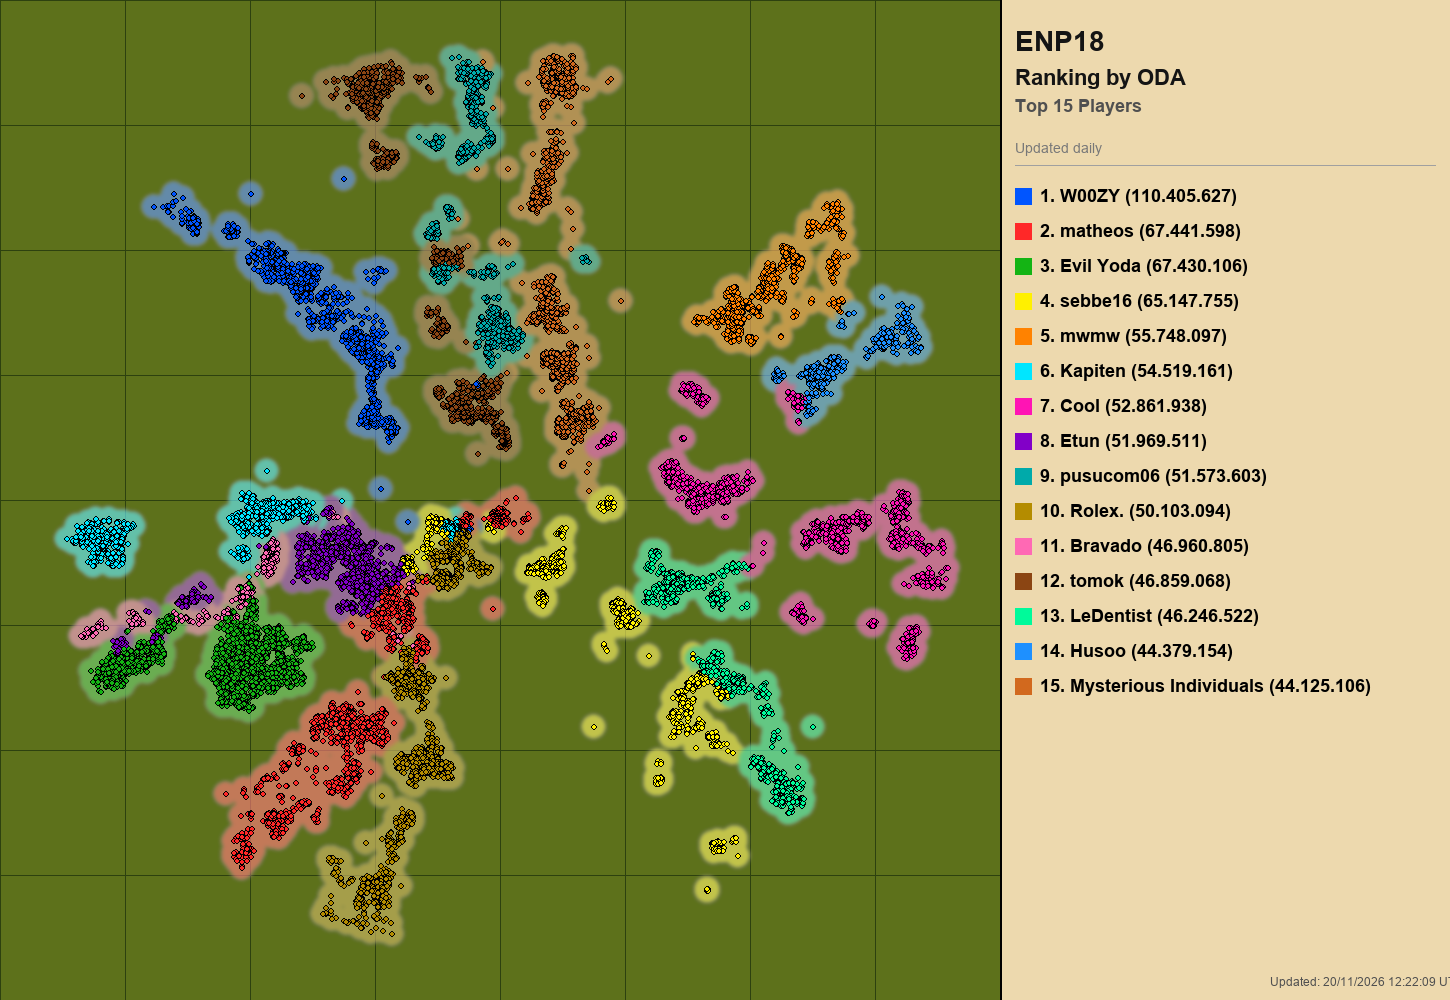 ENP18
Ranking by ODA
Top 15 Players
Updated daily
1. W00ZY (110.405.627)
2. matheos (67.441.598)
3. Evil Yoda (67.430.106)
4. sebbe16 (65.147.755)
5. mwmw (55.748.097)
6. Kapiten (54.519.161)
7. Cool (52.861.938)
8. Etun (51.969.511)
9. pusucom06 (51.573.603)
10. Rolex. (50.103.094)
11. Bravado (46.960.805)
12. tomok (46.859.068)
13. LeDentist (46.246.522)
14. Husoo (44.379.154)
15. Mysterious Individuals (44.125.106)
Updated: 20/11/2026 12:22:09 U